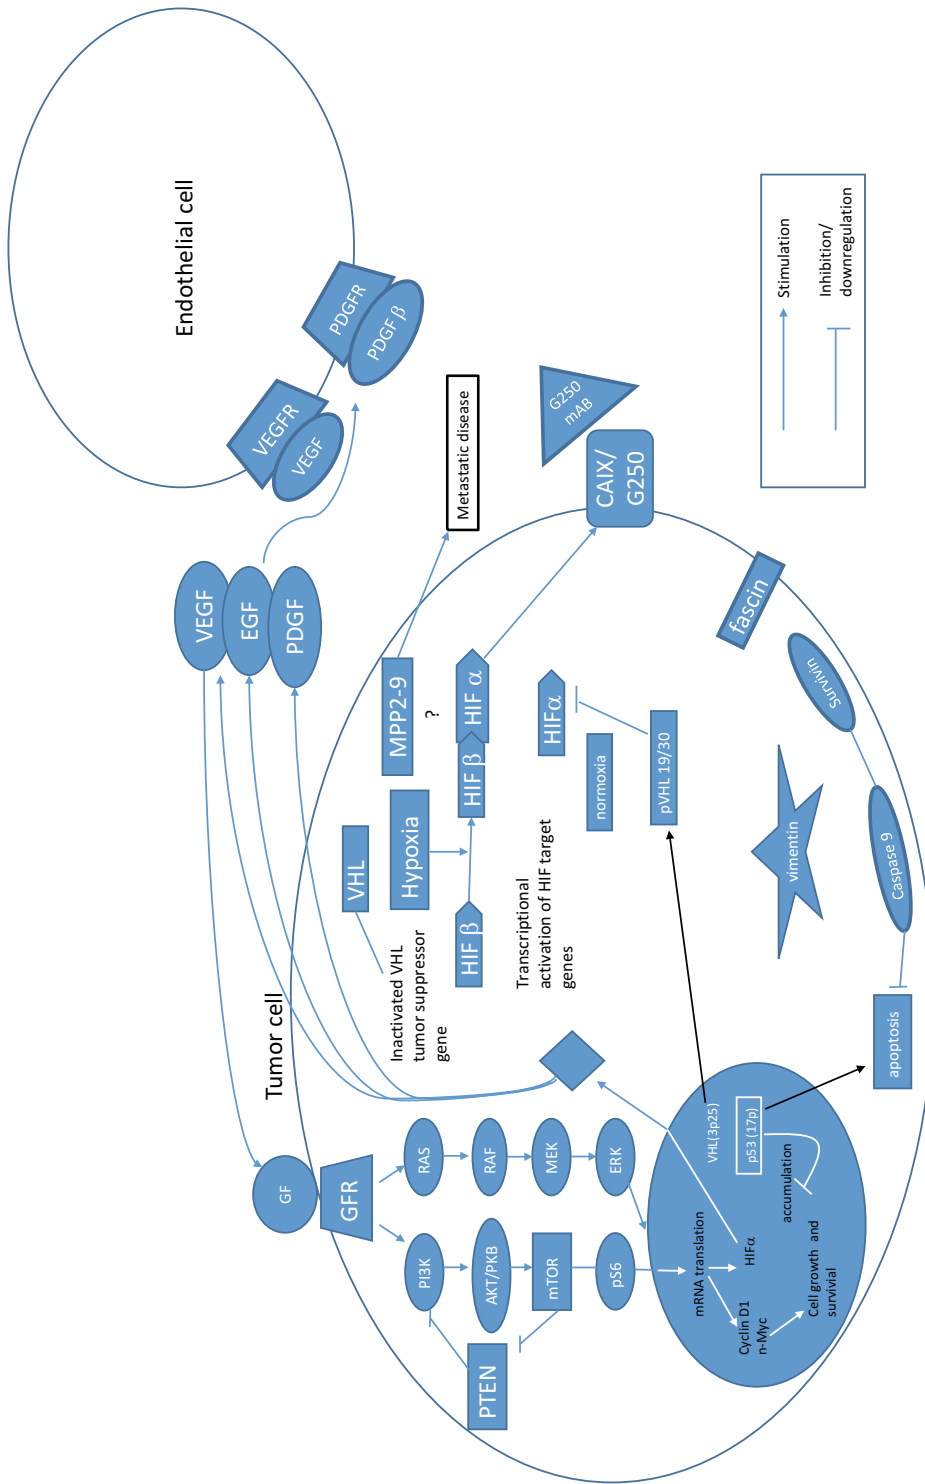 Tumor cell
Endothelial cell
GF
GFR
VEGF
EGF
PDGF
VEGFR
VEGF
PDGFR
PDGF β
PI3K
AKT/PKB
mTOR
pS6
PTEN
RAS
RAF
MEK
ERK
VHL
Inactivated VHL
tumor suppressor
gene
Hypoxia
MPP2-9
?
Metastatic disease
HIF β
HIF β
HIF α
Transcriptional
activation of HIF target
genes
HIFα
normoxia
pVHL 19/30
CAIX/
G250
G250
mAB
mRNA translation
HIFα
Cyclin D1
n-Myc
Cell growth and
survivial
accumulation
VHL(3p25)
p53 (17p)
apoptosis
Caspase 9
Survivin
vimentin
fascin
Stimulation
Inhibition/
downregulation